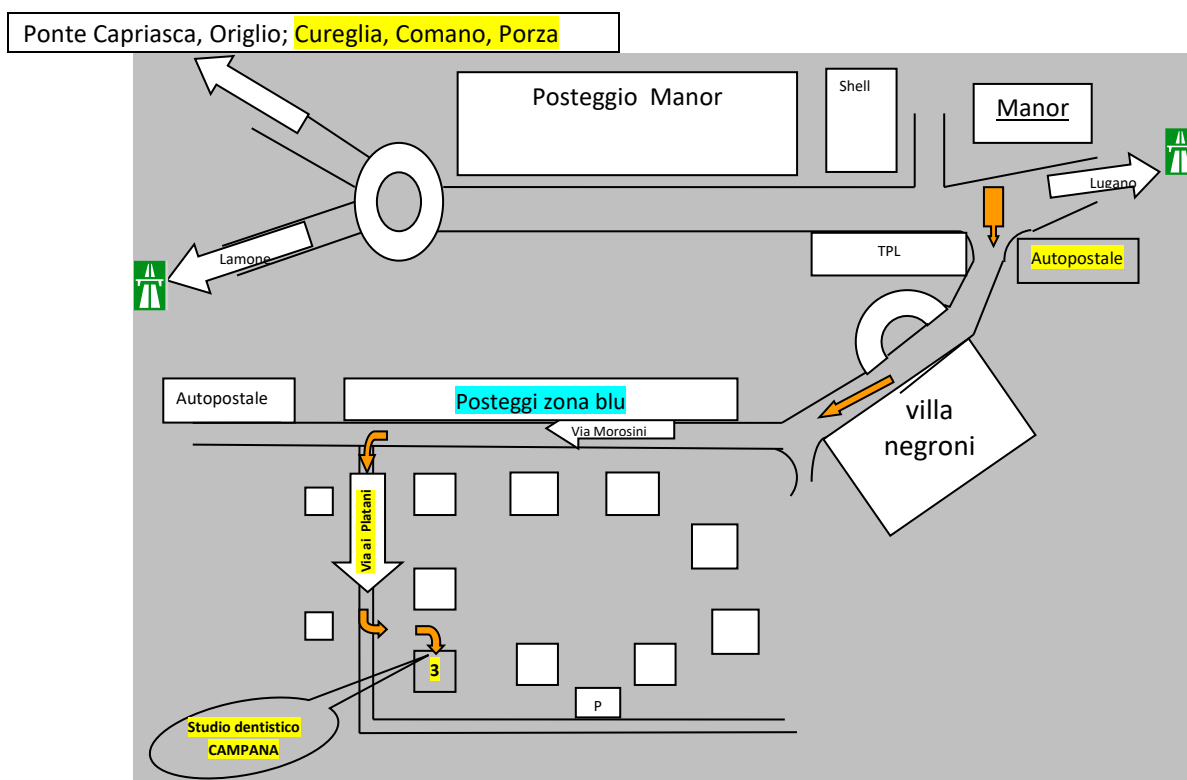 Ponte Capriasca, Origlio; Cureglia, Comano, Porza
Posteggio Manor
Shell
Manor
Lugano
Lamone
TPL
Autopostale
Autopostale
Posteggi zona blu
villa
negroni
Via Morosini
Via ai Platani
3
P
Studio dentistico
CAMPANA